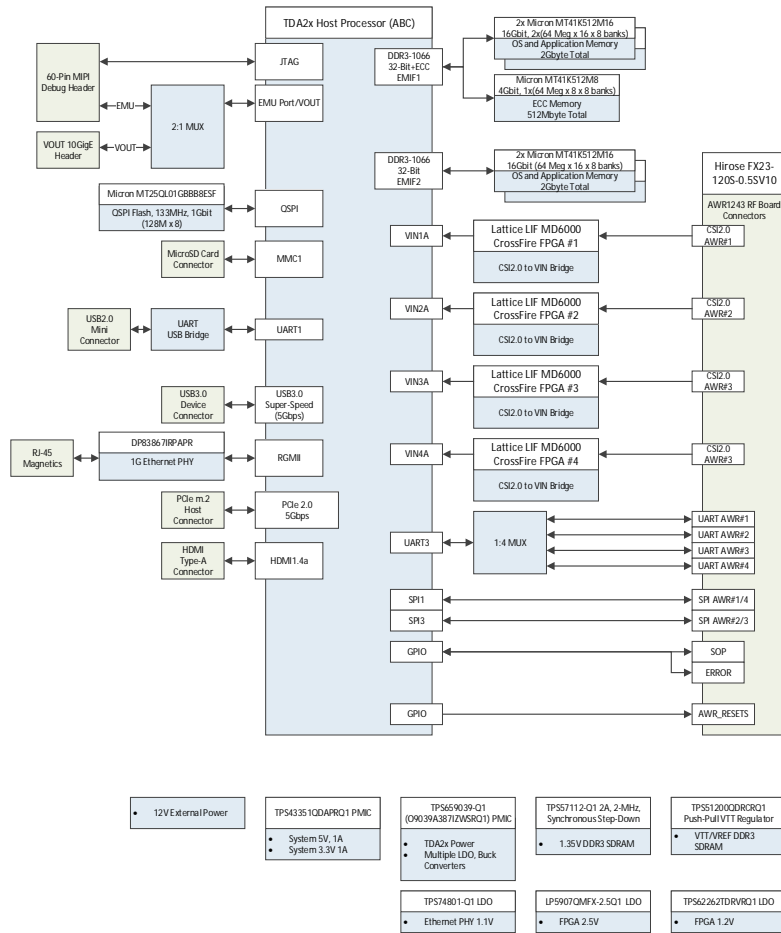 TDA2x Host Processor (ABC)
60-Pin MIPI
Debug Header
JTAG
EMU
EMU Port/VOUT
2:1 MUX
VOUT 10GigE
Header
VOUT
Micron MT25QL01GBBB8ESF
QSPI Flash, 133MHz, 1Gbit
(128M x 8)
QSPI
MicroSD Card
Connector
MMC1
USB2.0
Mini
Connector
UART
USB Bridge
UART1
USB3.0
Device
Connector
USB3.0
Super-Speed
(5Gbps)
RJ-45
Magnetics
DP83867IRPAPR
1G Ethernet PHY
RGMII
PCIe m.2
Host
Connector
PCIe 2.0
5Gbps
HDMI
Type-A
Connector
HDMI1.4a
DDR3-1066
32-Bit+ECC
EMIF1
2x Micron MT41K512M16
16Gbit, 2x(64 Meg x 16 x 8 banks)
OS and Application Memory
2Gbyte Total
Micron MT41K512M8
4Gbit, 1x(64 Meg x 8 x 8 banks)
ECC Memory
512Mbyte Total
DDR3-1066
32-Bit
EMIF2
2x Micron MT41K512M16
16Gbit (64 Meg x 16 x 8 banks)
OS and Application Memory
2Gbyte Total
Hirose FX23-
120S-0.5SV10
AWR1243 RF Board
Connectors
VIN1A
Lattice LIF MD6000
CrossFire FPGA #1
CSI2.0 to VIN Bridge
CSI2.0
AWR#1
VIN2A
Lattice LIF MD6000
CrossFire FPGA #2
CSI2.0 to VIN Bridge
CSI2.0
AWR#2
VIN3A
Lattice LIF MD6000
CrossFire FPGA #3
CSI2.0 to VIN Bridge
CSI2.0
AWR#3
VIN4A
Lattice LIF MD6000
CrossFire FPGA #4
CSI2.0 to VIN Bridge
CSI2.0
AWR#3
UART3
1:4 MUX
UART AWR#1
UART AWR#2
UART AWR#3
UART AWR#4
SPI1
SPI AWR#1/4
SPI3
SPI AWR#2/3
GPIO
SOP
ERROR
GPIO
AWR_RESETS
• 12V External Power
TPS43351QDAPRQ1 PMIC
• System 5V, 1A
• System 3.3V 1A
TPS659039-Q1
(O9039A387IZWSRQ1) PMIC
• TDA2x Power
• Multiple LDO, Buck
Converters
TPS57112-Q1 2A, 2-MHz,
Synchronous Step-Down
• 1.35V DDR3 SDRAM
TPS51200QDRCRQ1
Push-Pull VTT Regulator
• VTT/VREF DDR3
SDRAM
TPS74801-Q1 LDO
• Ethernet PHY 1.1V
LP5907QMFX-2.5Q1 LDO
• FPGA 2.5V
TPS62262TDRVRQ1 LDO
• FPGA 1.2V